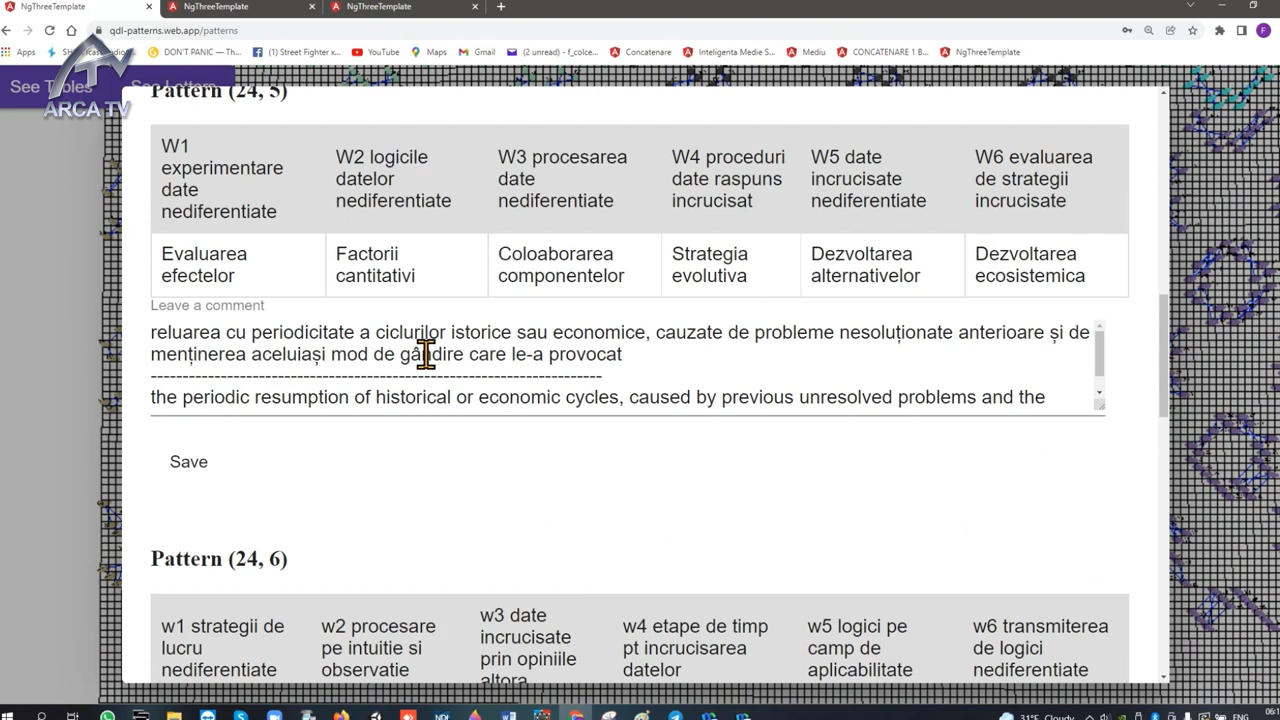 NgThreeTemplate
NgThreeTemplate
NgThreeTemplate
qdl-patterns.web.app/patterns
Apps
DON'T PANIC — Th...
(1) Street Fighter x...
YouTube
Maps
Gmail
(2 unread) - f_colce...
Concatenare
Inteligenta Medie S...
Mediu
CONCATENARE 1 B...
NgThreeTemplate
ARCA TV
Pattern (24, 5)
W1 experimentare date nediferentiate
W2 logicile datelor nediferentiate
W3 procesarea date nediferentiate
W4 proceduri date raspuns incrucisat
W5 date incrucisate nediferentiate
W6 evaluarea de strategii incrucisate
Evaluarea efectelor
Factorii cantitativi
Coloaborarea componentelor
Strategia evolutiva
Dezvoltarea alternativelor
Dezvoltarea ecosistemica
Leave a comment
reluarea cu periodicitate a ciclurilor istorice sau economice, cauzate de probleme nesoluționate anterioare și de
menținerea aceluiași mod de gândire care le-a provocat
----------------------------------------------------------------------
the periodic resumption of historical or economic cycles, caused by previous unresolved problems and the
Save
Pattern (24, 6)
w1 strategii de lucru nediferentiate
w2 procesare pe intuitie si observatie
w3 date incrucisate prin opiniile altora
w4 etape de timp pt incrucisarea datelor
w5 logici pe camp de aplicabilitate
w6 transmiterea de logici nediferentiate
31°F Cloudy
ENG